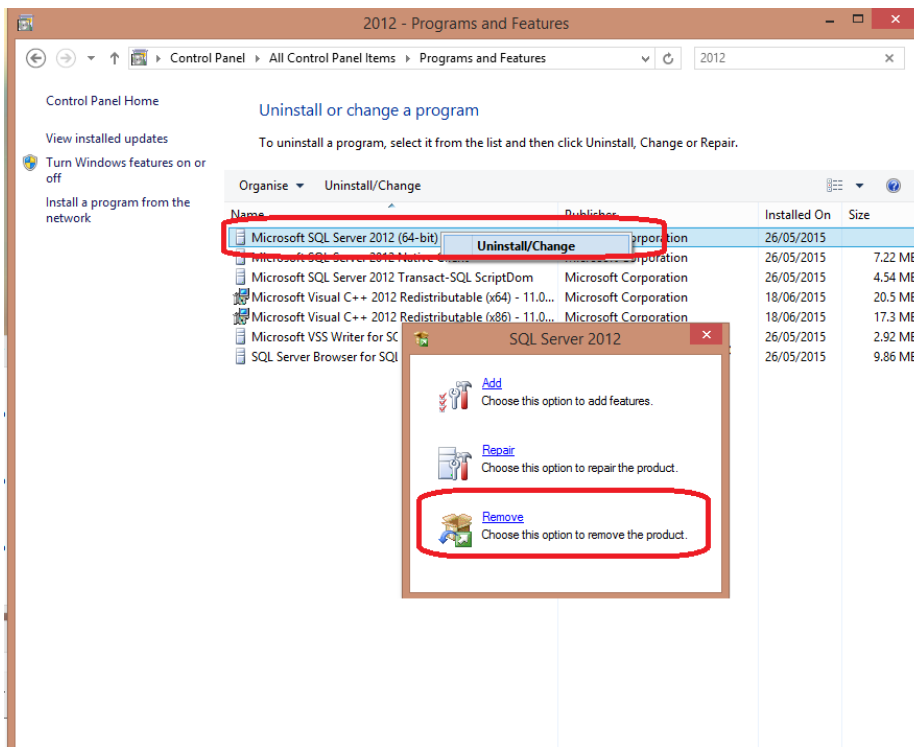 2012 - Programs and Features
Control Panel All Control Panel Items Programs and Features
2012
Control Panel Home
View installed updates
Turn Windows features on or
off
Install a program from the
network
Uninstall or change a program
To uninstall a program, select it from the list and then click Uninstall, Change or Repair.
Organise Uninstall/Change
Name Publisher Installed On Size
Microsoft SQL Server 2012 (64-bit) 26/05/2015
Uninstall/Change
Microsoft SQL Server 2012 Native Microsoft Corporation 26/05/2015 7.22 MB
Microsoft SQL Server 2012 Transact-SQL ScriptDom Microsoft Corporation 26/05/2015 4.54 MB
Microsoft Visual C++ 2012 Redistributable (x64) - 11.0... Microsoft Corporation 18/06/2015 20.5 MB
Microsoft Visual C++ 2012 Redistributable (x86) - 11.0... Microsoft Corporation 18/06/2015 17.3 MB
Microsoft VSS Writer for 26/05/2015 2.92 MB
SQL Server Browser for 26/05/2015 9.86 MB
SQL Server 2012
Add
Choose this option to add features.
Repair
Choose this option to repair the product.
Remove
Choose this option to remove the product.